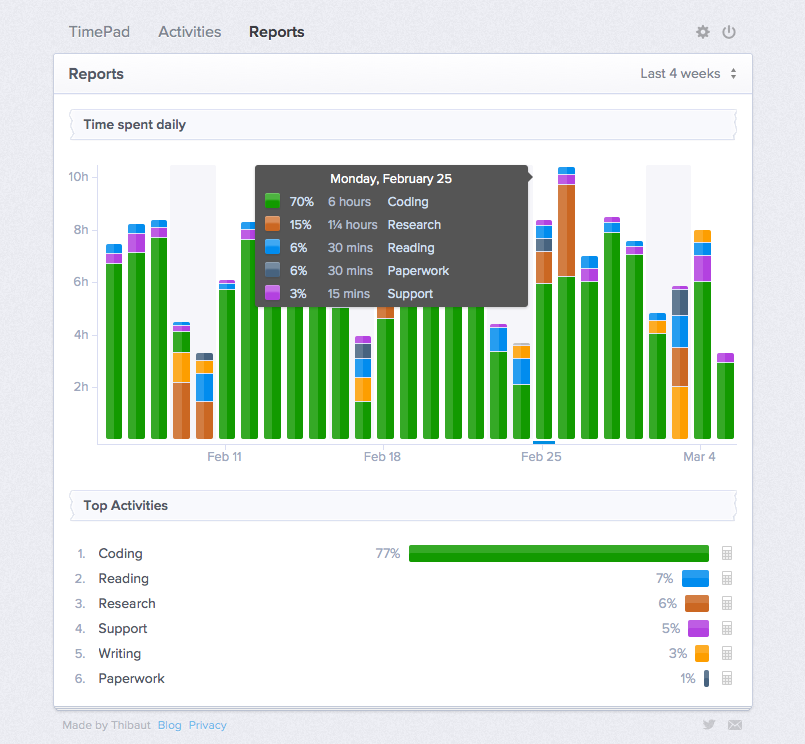 TimePad Activities Reports
Reports Last 4 weeks
Time spent daily
10h
8h
6h
4h
2h
Monday, February 25
70% 6 hours Coding
15% 1¼ hours Research
6% 30 mins Reading
6% 30 mins Paperwork
3% 15 mins Support
Feb 11 Feb 18 Feb 25 Mar 4
Top Activities
1. Coding 77%
2. Reading 7%
3. Research 6%
4. Support 5%
5. Writing 3%
6. Paperwork 1%
Made by Thibaut Blog Privacy